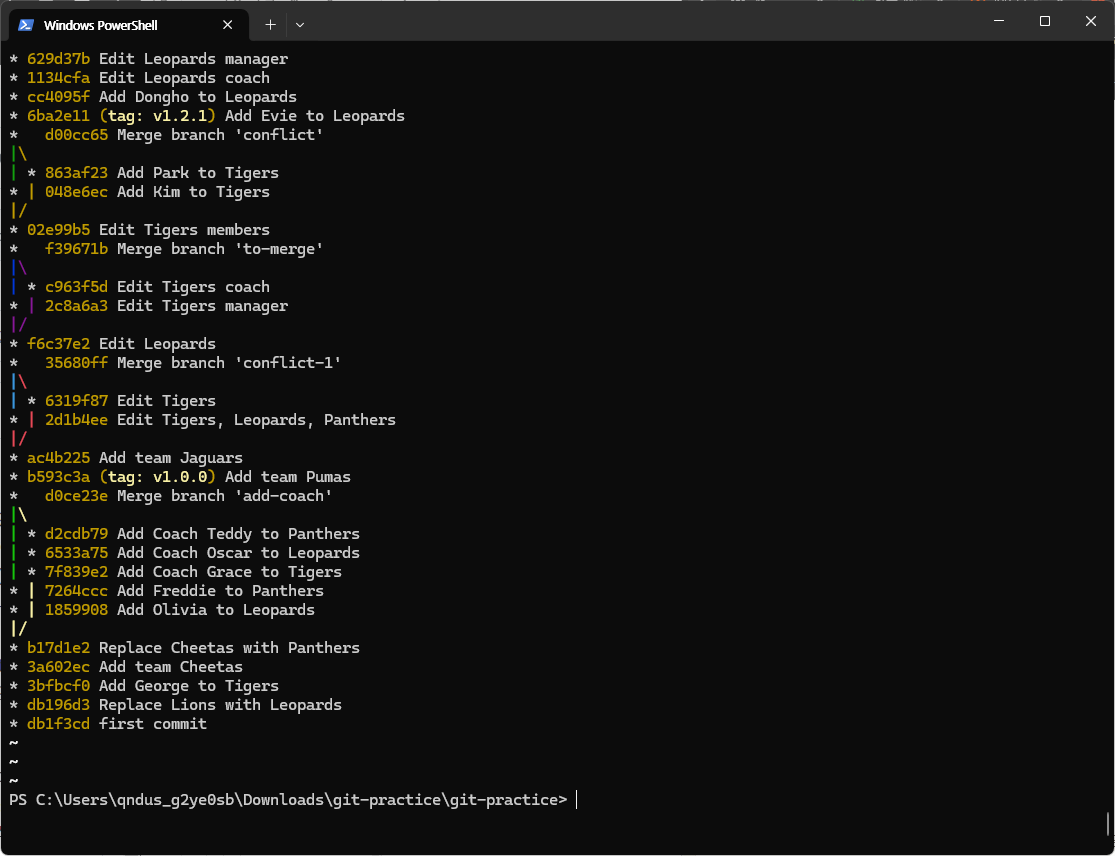 Windows PowerShell
* 629d37b Edit Leopards manager
* 1134cfa Edit Leopards coach
* cc4095f Add Dongho to Leopards
* 6ba2e11 (tag: v1.2.1) Add Evie to Leopards
*   d00cc65 Merge branch 'conflict'
|\
| * 863af23 Add Park to Tigers
* | 048e6ec Add Kim to Tigers
|/
* 02e99b5 Edit Tigers members
*   f39671b Merge branch 'to-merge'
|\
| * c963f5d Edit Tigers coach
* | 2c8a6a3 Edit Tigers manager
|/
* f6c37e2 Edit Leopards
*   35680ff Merge branch 'conflict-1'
|\
| * 6319f87 Edit Tigers
* | 2d1b4ee Edit Tigers, Leopards, Panthers
|/
* ac4b225 Add team Jaguars
* b593c3a (tag: v1.0.0) Add team Pumas
*   d0ce23e Merge branch 'add-coach'
|\
| * d2cdb79 Add Coach Teddy to Panthers
| * 6533a75 Add Coach Oscar to Leopards
| * 7f839e2 Add Coach Grace to Tigers
* | 7264ccc Add Freddie to Panthers
* | 1859908 Add Olivia to Leopards
|/
* b17d1e2 Replace Cheetas with Panthers
* 3a602ec Add team Cheetas
* 3bfbcf0 Add George to Tigers
* db196d3 Replace Lions with Leopards
* db1f3cd first commit
~
~
~
PS C:\Users\qndus_g2ye0sb\Downloads\git-practice\git-practice>